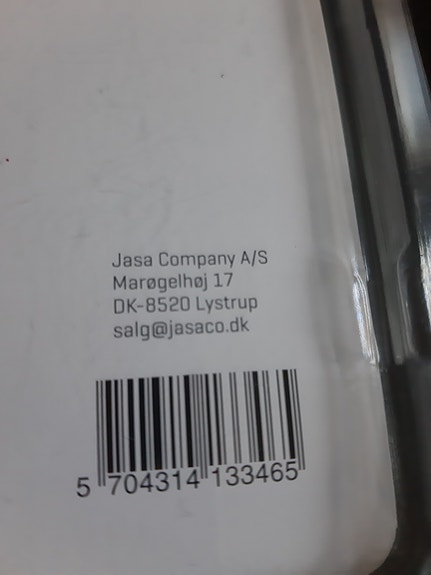 Jasa Company A/S
Marøgelhøj 17
DK-8520 Lystrup
salg@jasaco.dk
5 704314 133465